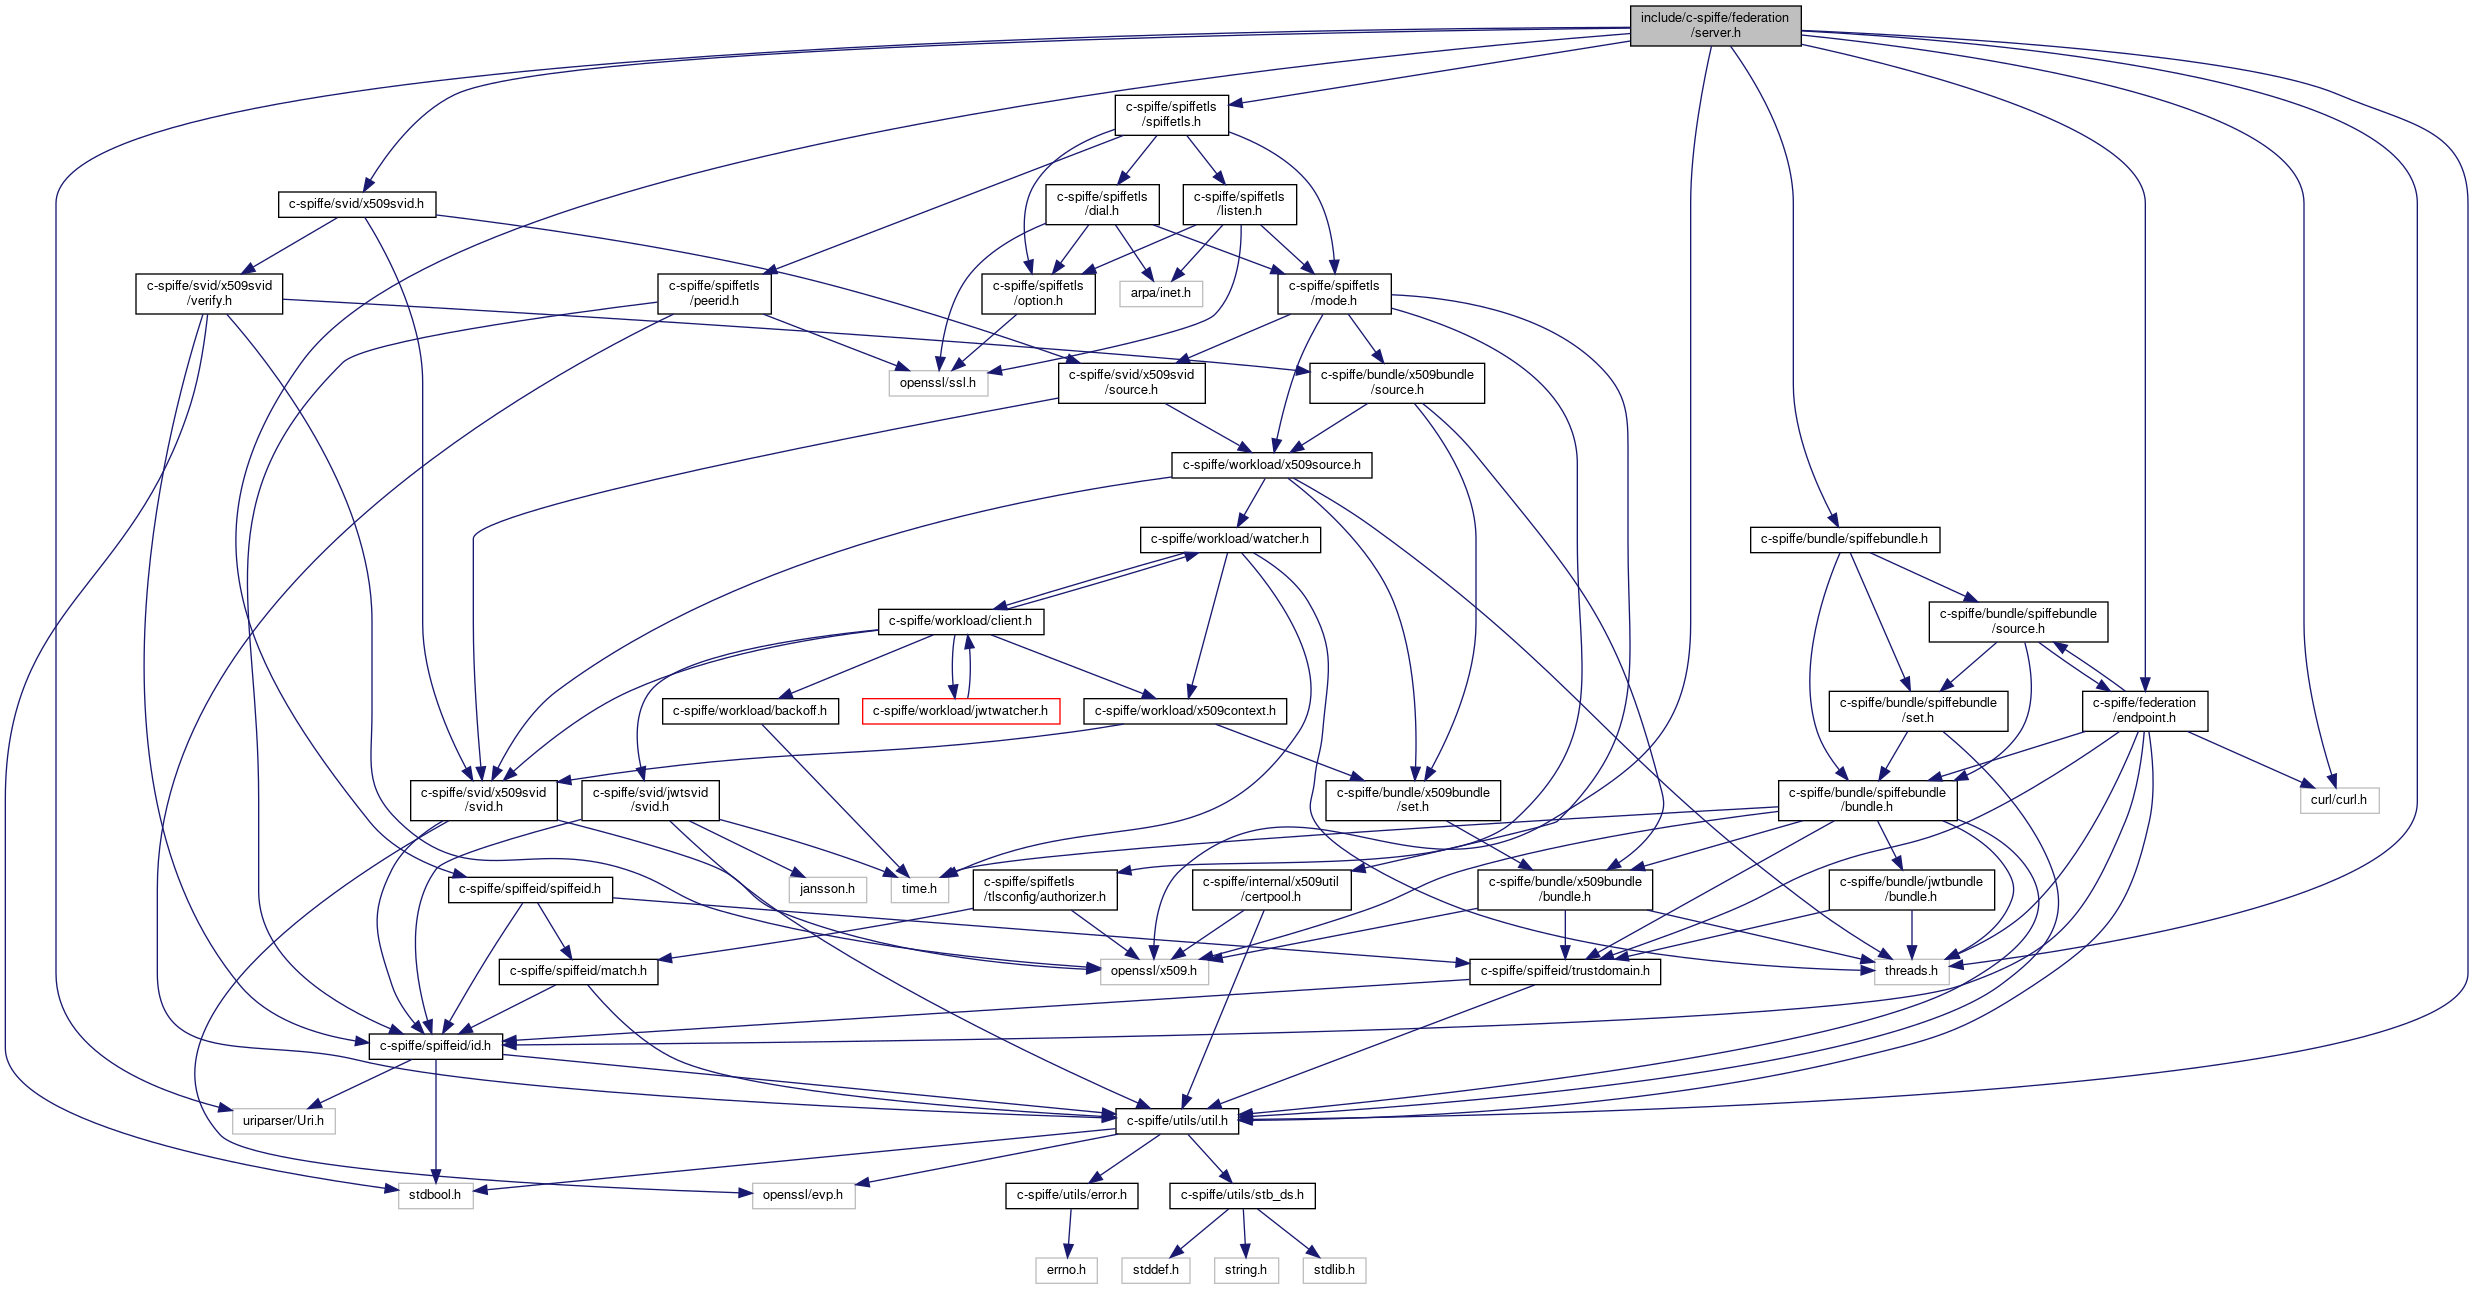 include/c-spiffe/federation
/server.h
c-spiffe/spiffetls
/spiffetls.h
c-spiffe/svid/x509svid.h
c-spiffe/spiffetls
/dial.h
c-spiffe/spiffetls
/listen.h
c-spiffe/svid/x509svid
/verify.h
c-spiffe/spiffetls
/peerid.h
c-spiffe/spiffetls
/option.h
arpa/inet.h
c-spiffe/spiffetls
/mode.h
openssl/ssl.h
c-spiffe/svid/x509svid
/source.h
c-spiffe/bundle/x509bundle
/source.h
c-spiffe/workload/x509source.h
c-spiffe/workload/watcher.h
c-spiffe/bundle/spiffebundle.h
c-spiffe/workload/client.h
c-spiffe/bundle/spiffebundle
/source.h
c-spiffe/workload/backoff.h
c-spiffe/workload/jwtwatcher.h
c-spiffe/workload/x509context.h
c-spiffe/bundle/spiffebundle
/set.h
c-spiffe/federation
/endpoint.h
c-spiffe/svid/x509svid
/svid.h
c-spiffe/svid/jwtsvid
/svid.h
c-spiffe/bundle/x509bundle
/set.h
c-spiffe/bundle/spiffebundle
/bundle.h
curl/curl.h
c-spiffe/spiffeid/spiffeid.h
jansson.h
time.h
c-spiffe/spiffetls
/tlsconfig/authorizer.h
c-spiffe/internal/x509util
/certpool.h
c-spiffe/bundle/x509bundle
/bundle.h
c-spiffe/bundle/jwtbundle
/bundle.h
c-spiffe/spiffeid/match.h
openssl/x509.h
c-spiffe/spiffeid/trustdomain.h
threads.h
c-spiffe/spiffeid/id.h
uriparser/Uri.h
c-spiffe/utils/util.h
stdbool.h
openssl/evp.h
c-spiffe/utils/error.h
c-spiffe/utils/stb_ds.h
errno.h
stddef.h
string.h
stdlib.h